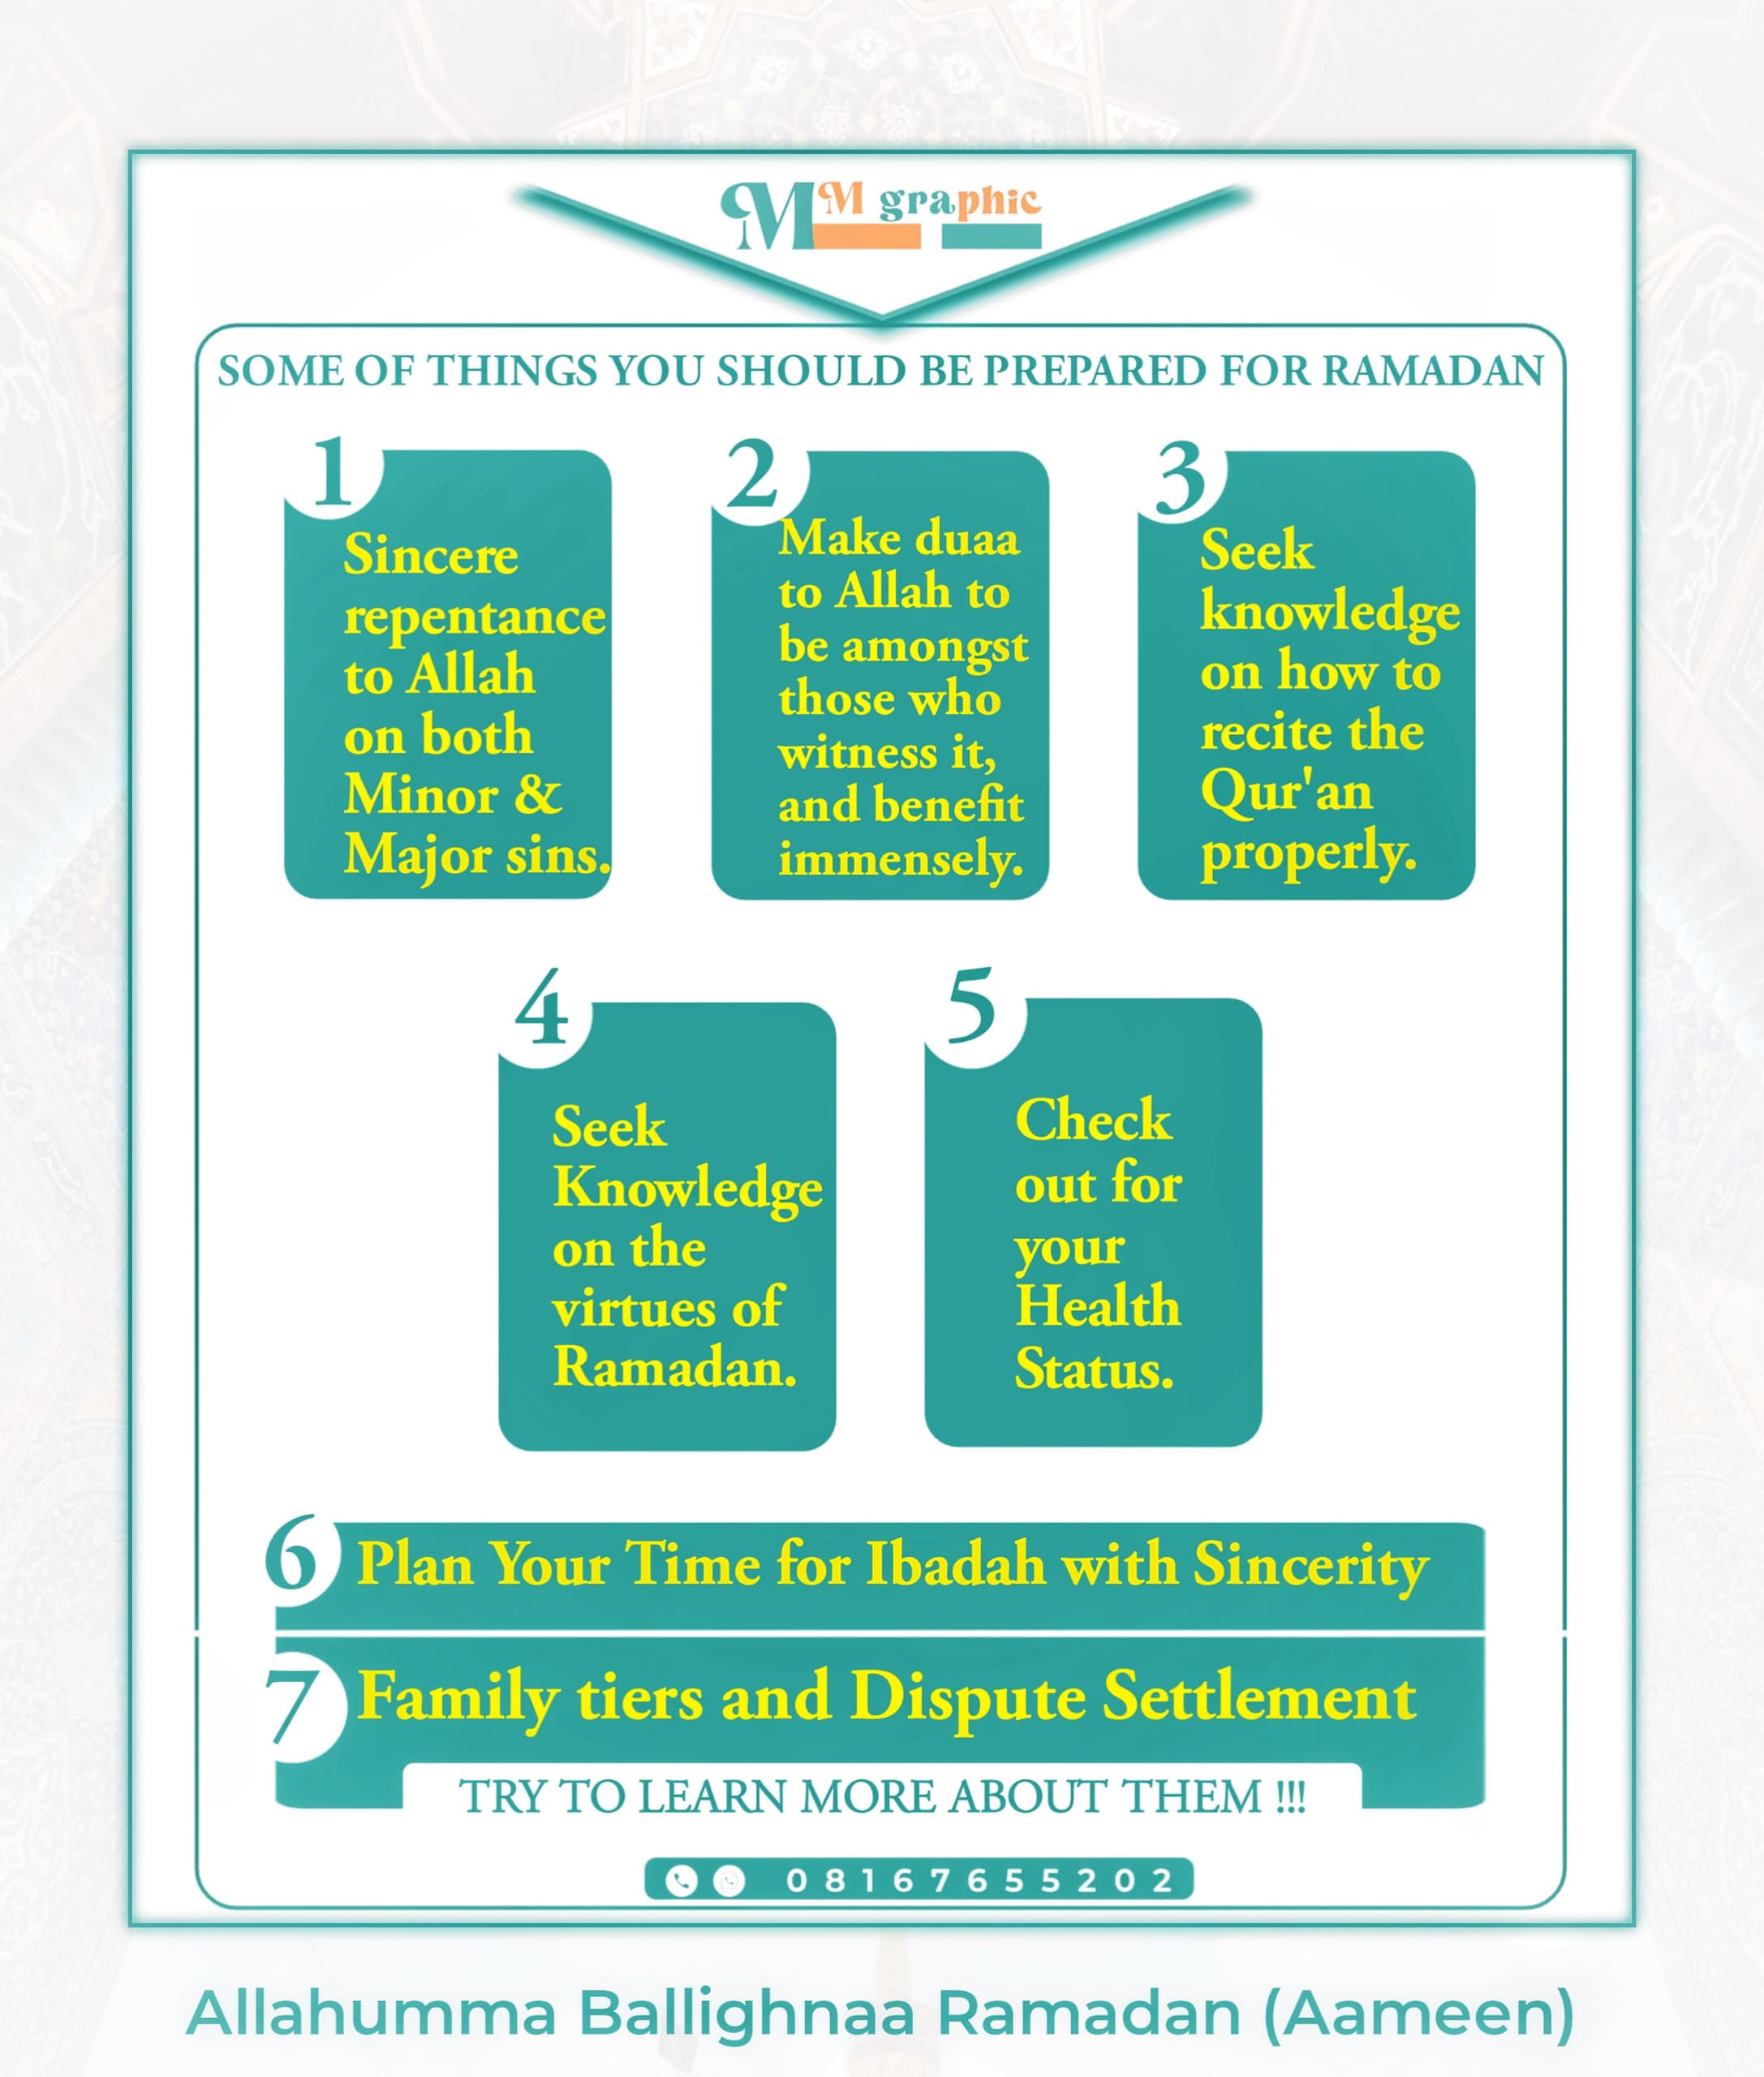 MM graphic
SOME OF THINGS YOU SHOULD BE PREPARED FOR RAMADAN
1
Sincere
repentance
to Allah
on both
Minor &
Major sins.
2
Make duaa
to Allah to
be amongst
those who
witness it,
and benefit
immensely.
3
Seek
knowledge
on how to
recite the
Qur'an
properly.
4
Seek
Knowledge
on the
virtues of
Ramadan.
5
Check
out for
your
Health
Status.
6
Plan Your Time for Ibadah with Sincerity
7
Family tiers and Dispute Settlement
TRY TO LEARN MORE ABOUT THEM !!!
08167655202
Allahumma Ballighnaa Ramadan (Aameen)